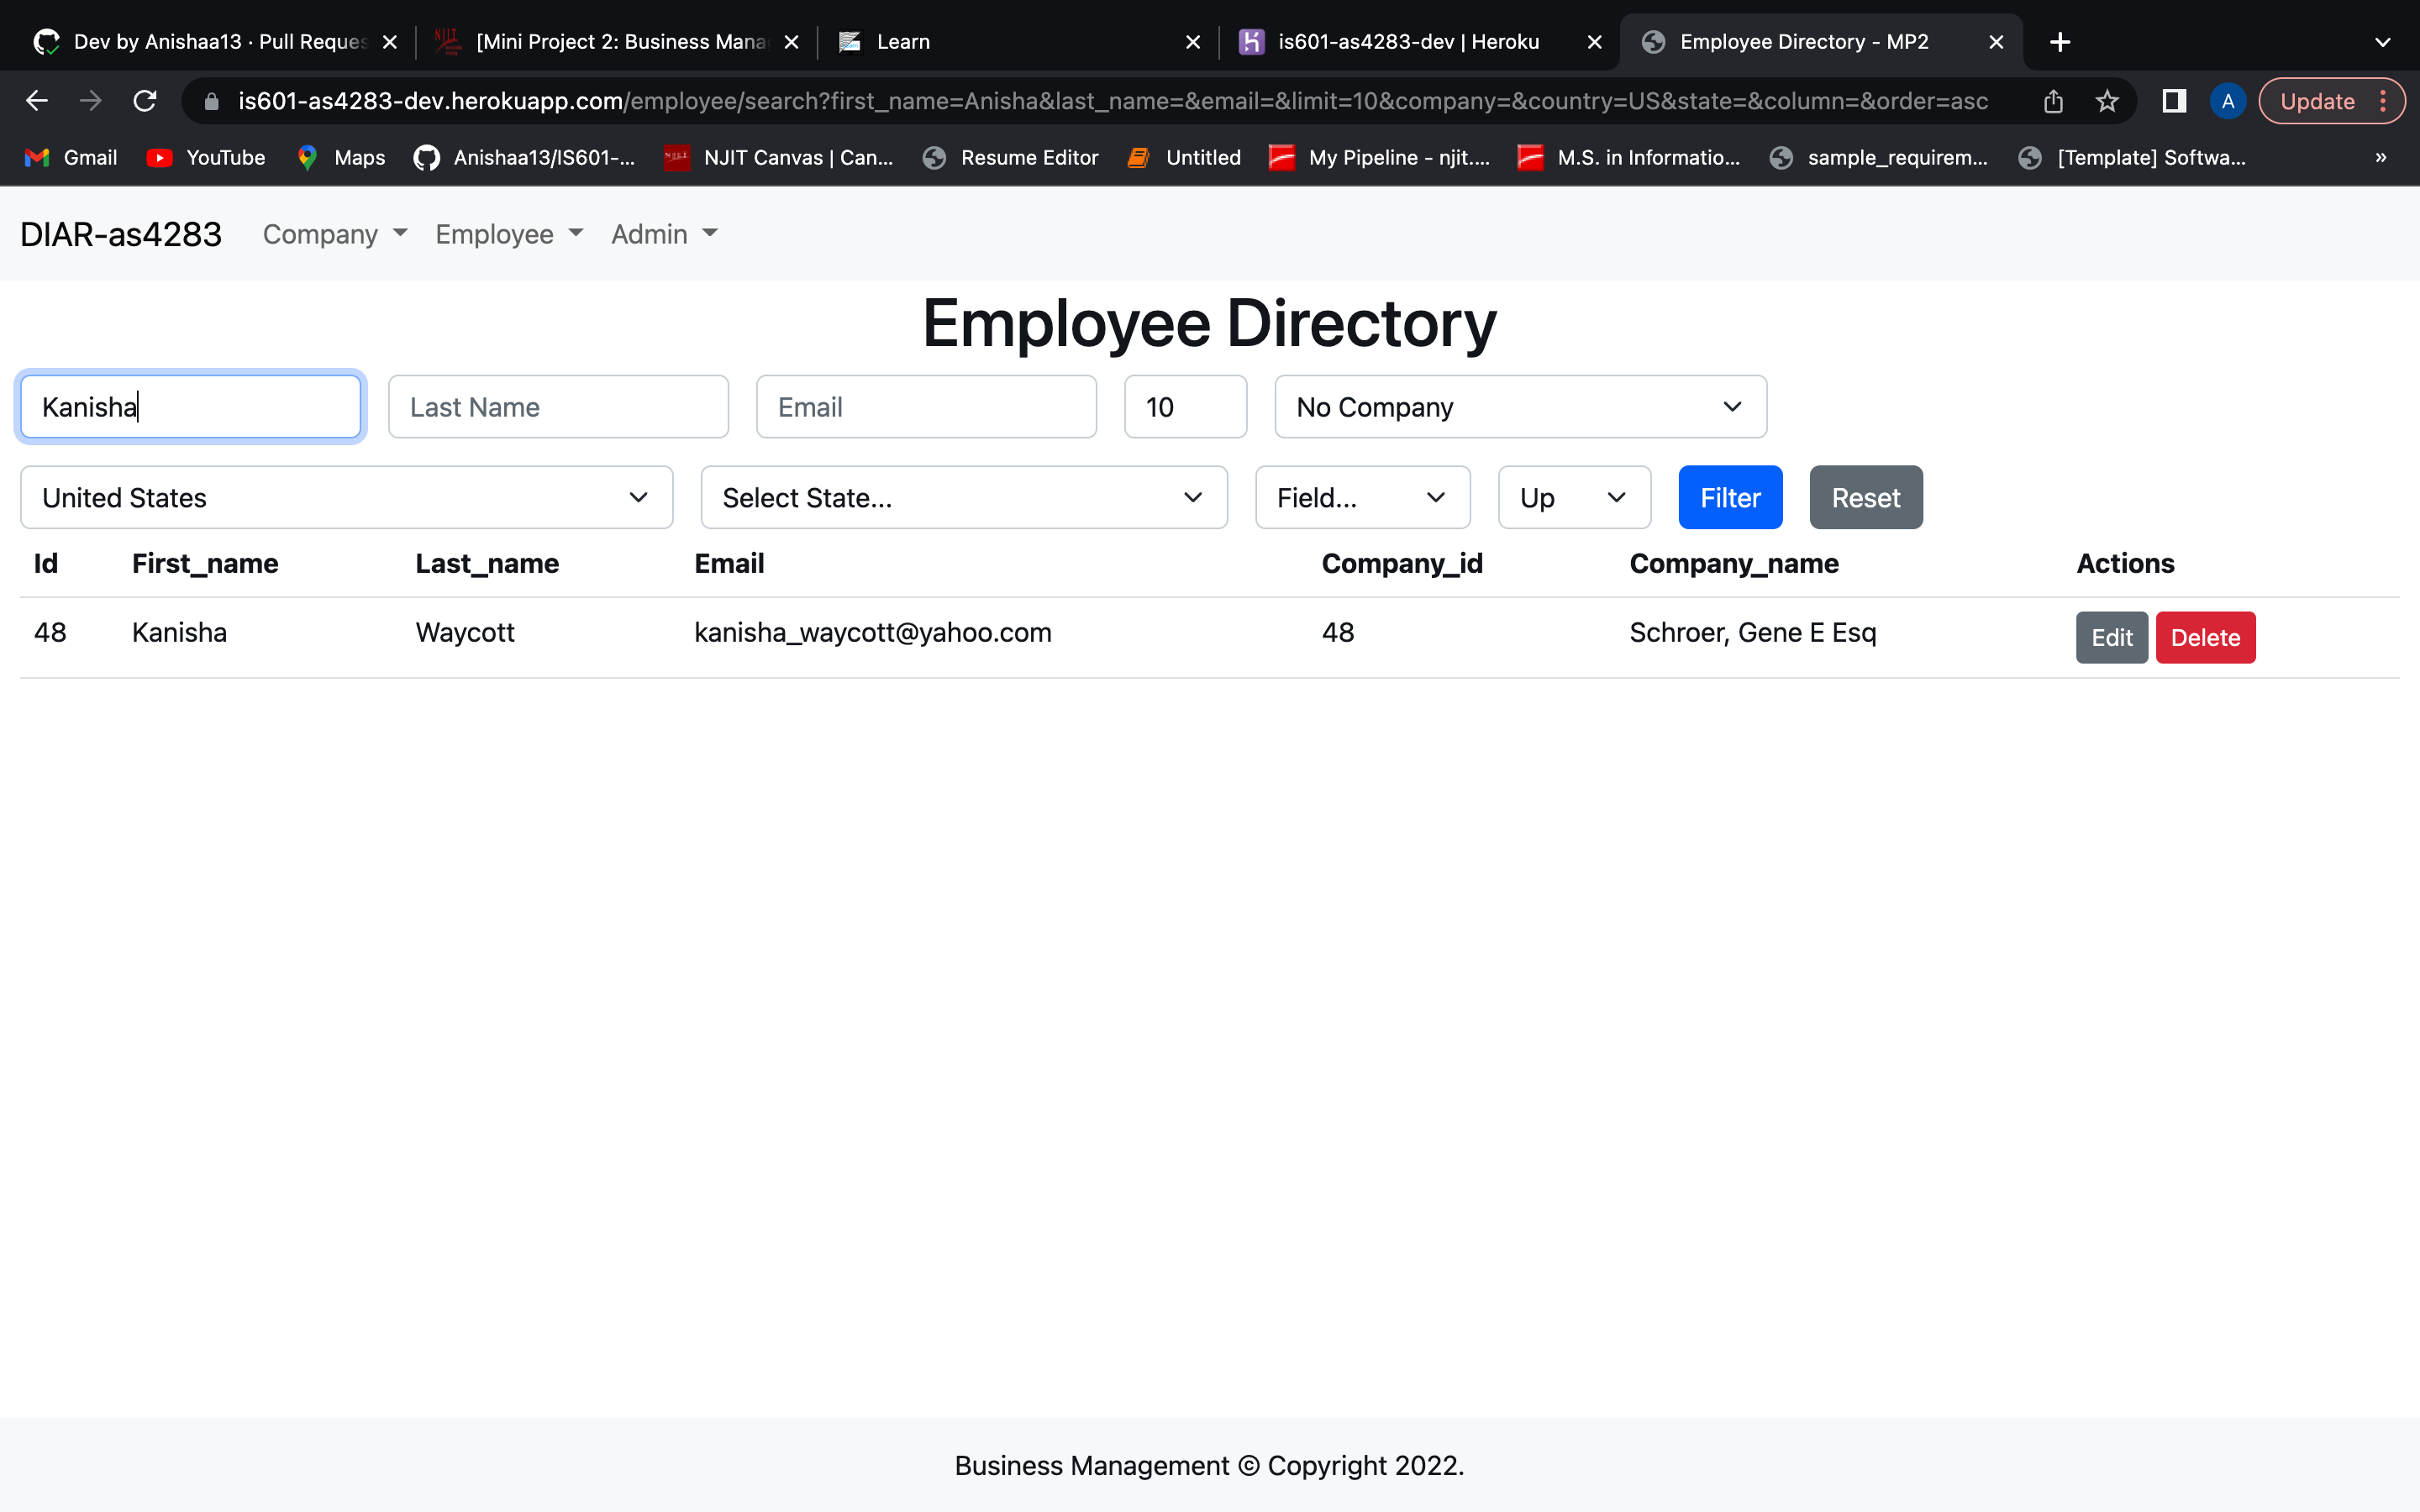 Dev by Anishaa13 · Pull Reques
[Mini Project 2: Business Mana
Learn
is601-as4283-dev | Heroku
Employee Directory - MP2
is601-as4283-dev.herokuapp.com/employee/search?first_name=Anisha&last_name=&email=&limit=10&company=&country=US&state=&column=&order=asc
A
Update
Gmail
YouTube
Maps
Anishaa13/IS601-...
NJIT Canvas | Can...
Resume Editor
Untitled
My Pipeline - njit....
M.S. in Informatio...
sample_requirem...
[Template] Softwa...
»
DIAR-as4283 Company Employee Admin
Employee Directory
Kanisha Last Name Email 10 No Company
United States Select State... Field... Up Filter Reset
Id First_name Last_name Email Company_id Company_name Actions
48 Kanisha Waycott kanisha_waycott@yahoo.com 48 Schroer, Gene E Esq Edit Delete
Business Management © Copyright 2022.